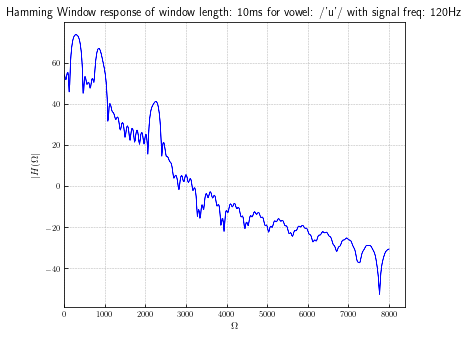 Hamming Window response of window length: 10ms for vowel: /'u'/ with signal freq: 120Hz
60
40
20
0
−20
−40
|H(Ω|
0 1000 2000 3000 4000 5000 6000 7000 8000
Ω